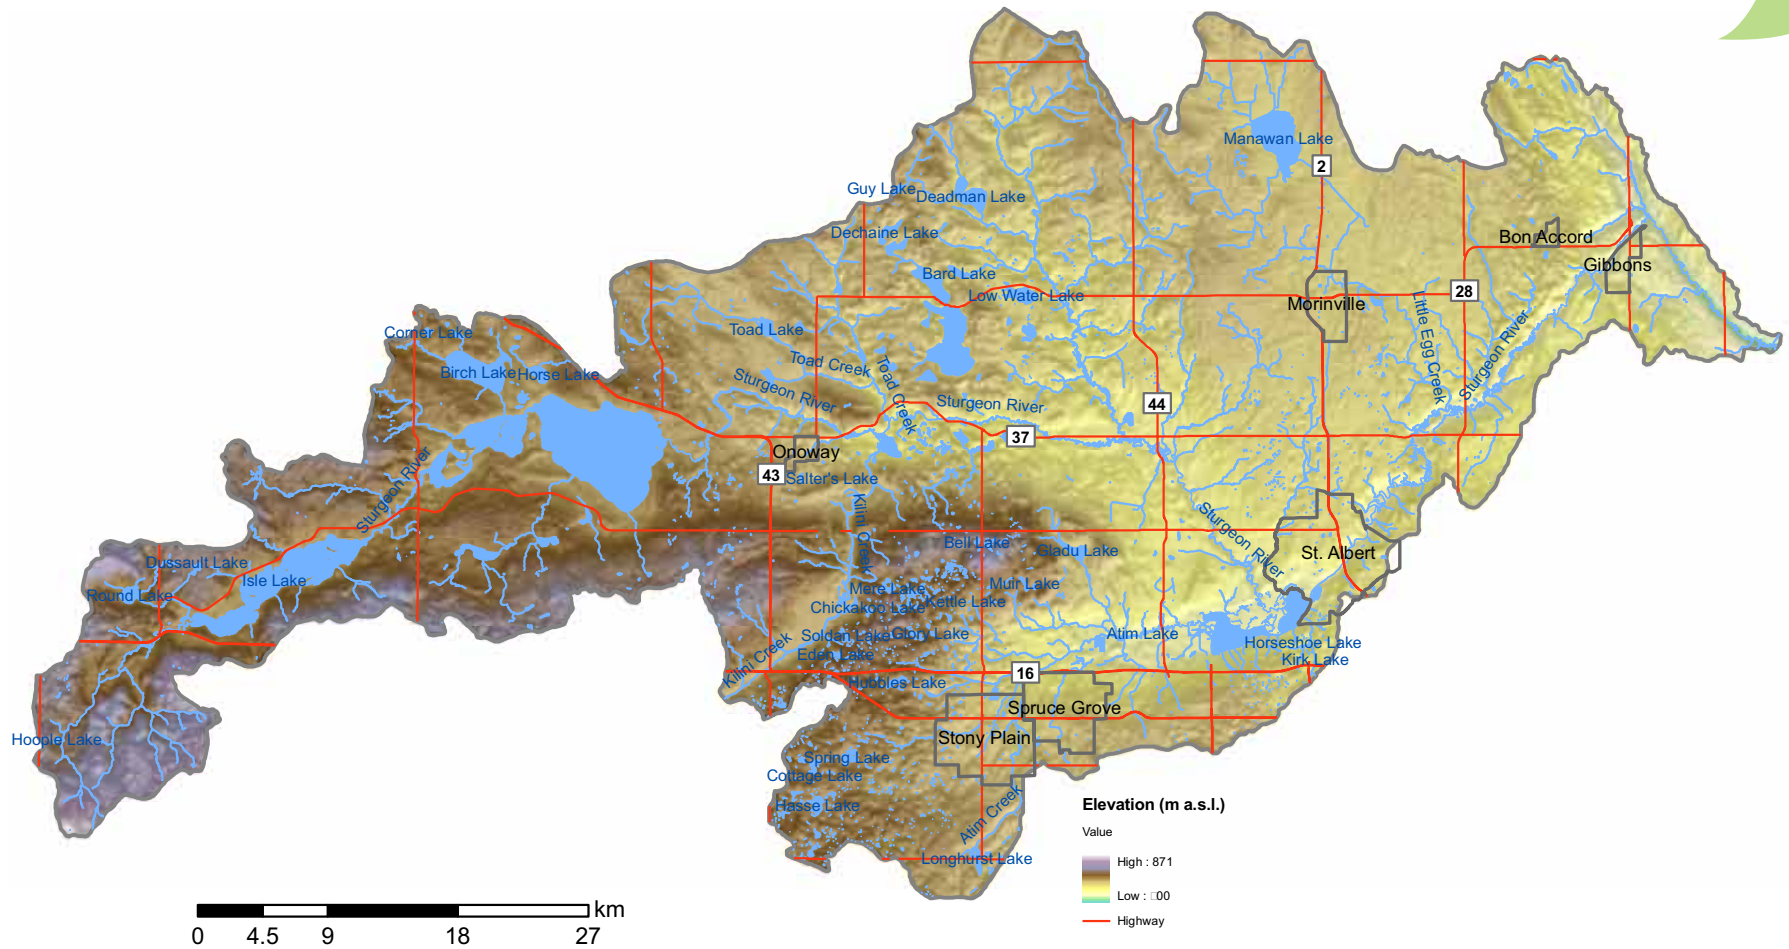 Manawan Lake
2
Guy Lake
Deadman Lake
Dechaine Lake
Bon Accord
Gibbons
Bard Lake
Low Water Lake
28
Morinville
Little Egg Creek
Sturgeon River
Corner Lake
Toad Lake
Birch Lake
Horse Lake
Toad Creek
Toad Creek
Sturgeon River
Sturgeon River
44
37
Onoway
43
Salter's Lake
Sturgeon River
Kilini Creek
Sturgeon River
Bell Lake
Gladu Lake
St. Albert
Dussault Lake
Isle Lake
Round Lake
Mere Lake
Muir Lake
Chickakoo Lake
Kettle Lake
Soldan Lake
Glory Lake
Atim Lake
Horseshoe Lake
Eden Lake
Kirk Lake
Kilini Creek
16
Hubbles Lake
Spruce Grove
Hoople Lake
Stony Plain
Spring Lake
Cottage Lake
Hasse Lake
Atim Creek
Longhurst Lake
Elevation (m a.s.l.)
Value
High : 871
Low : 00
Highway
km
0 4.5 9 18 27